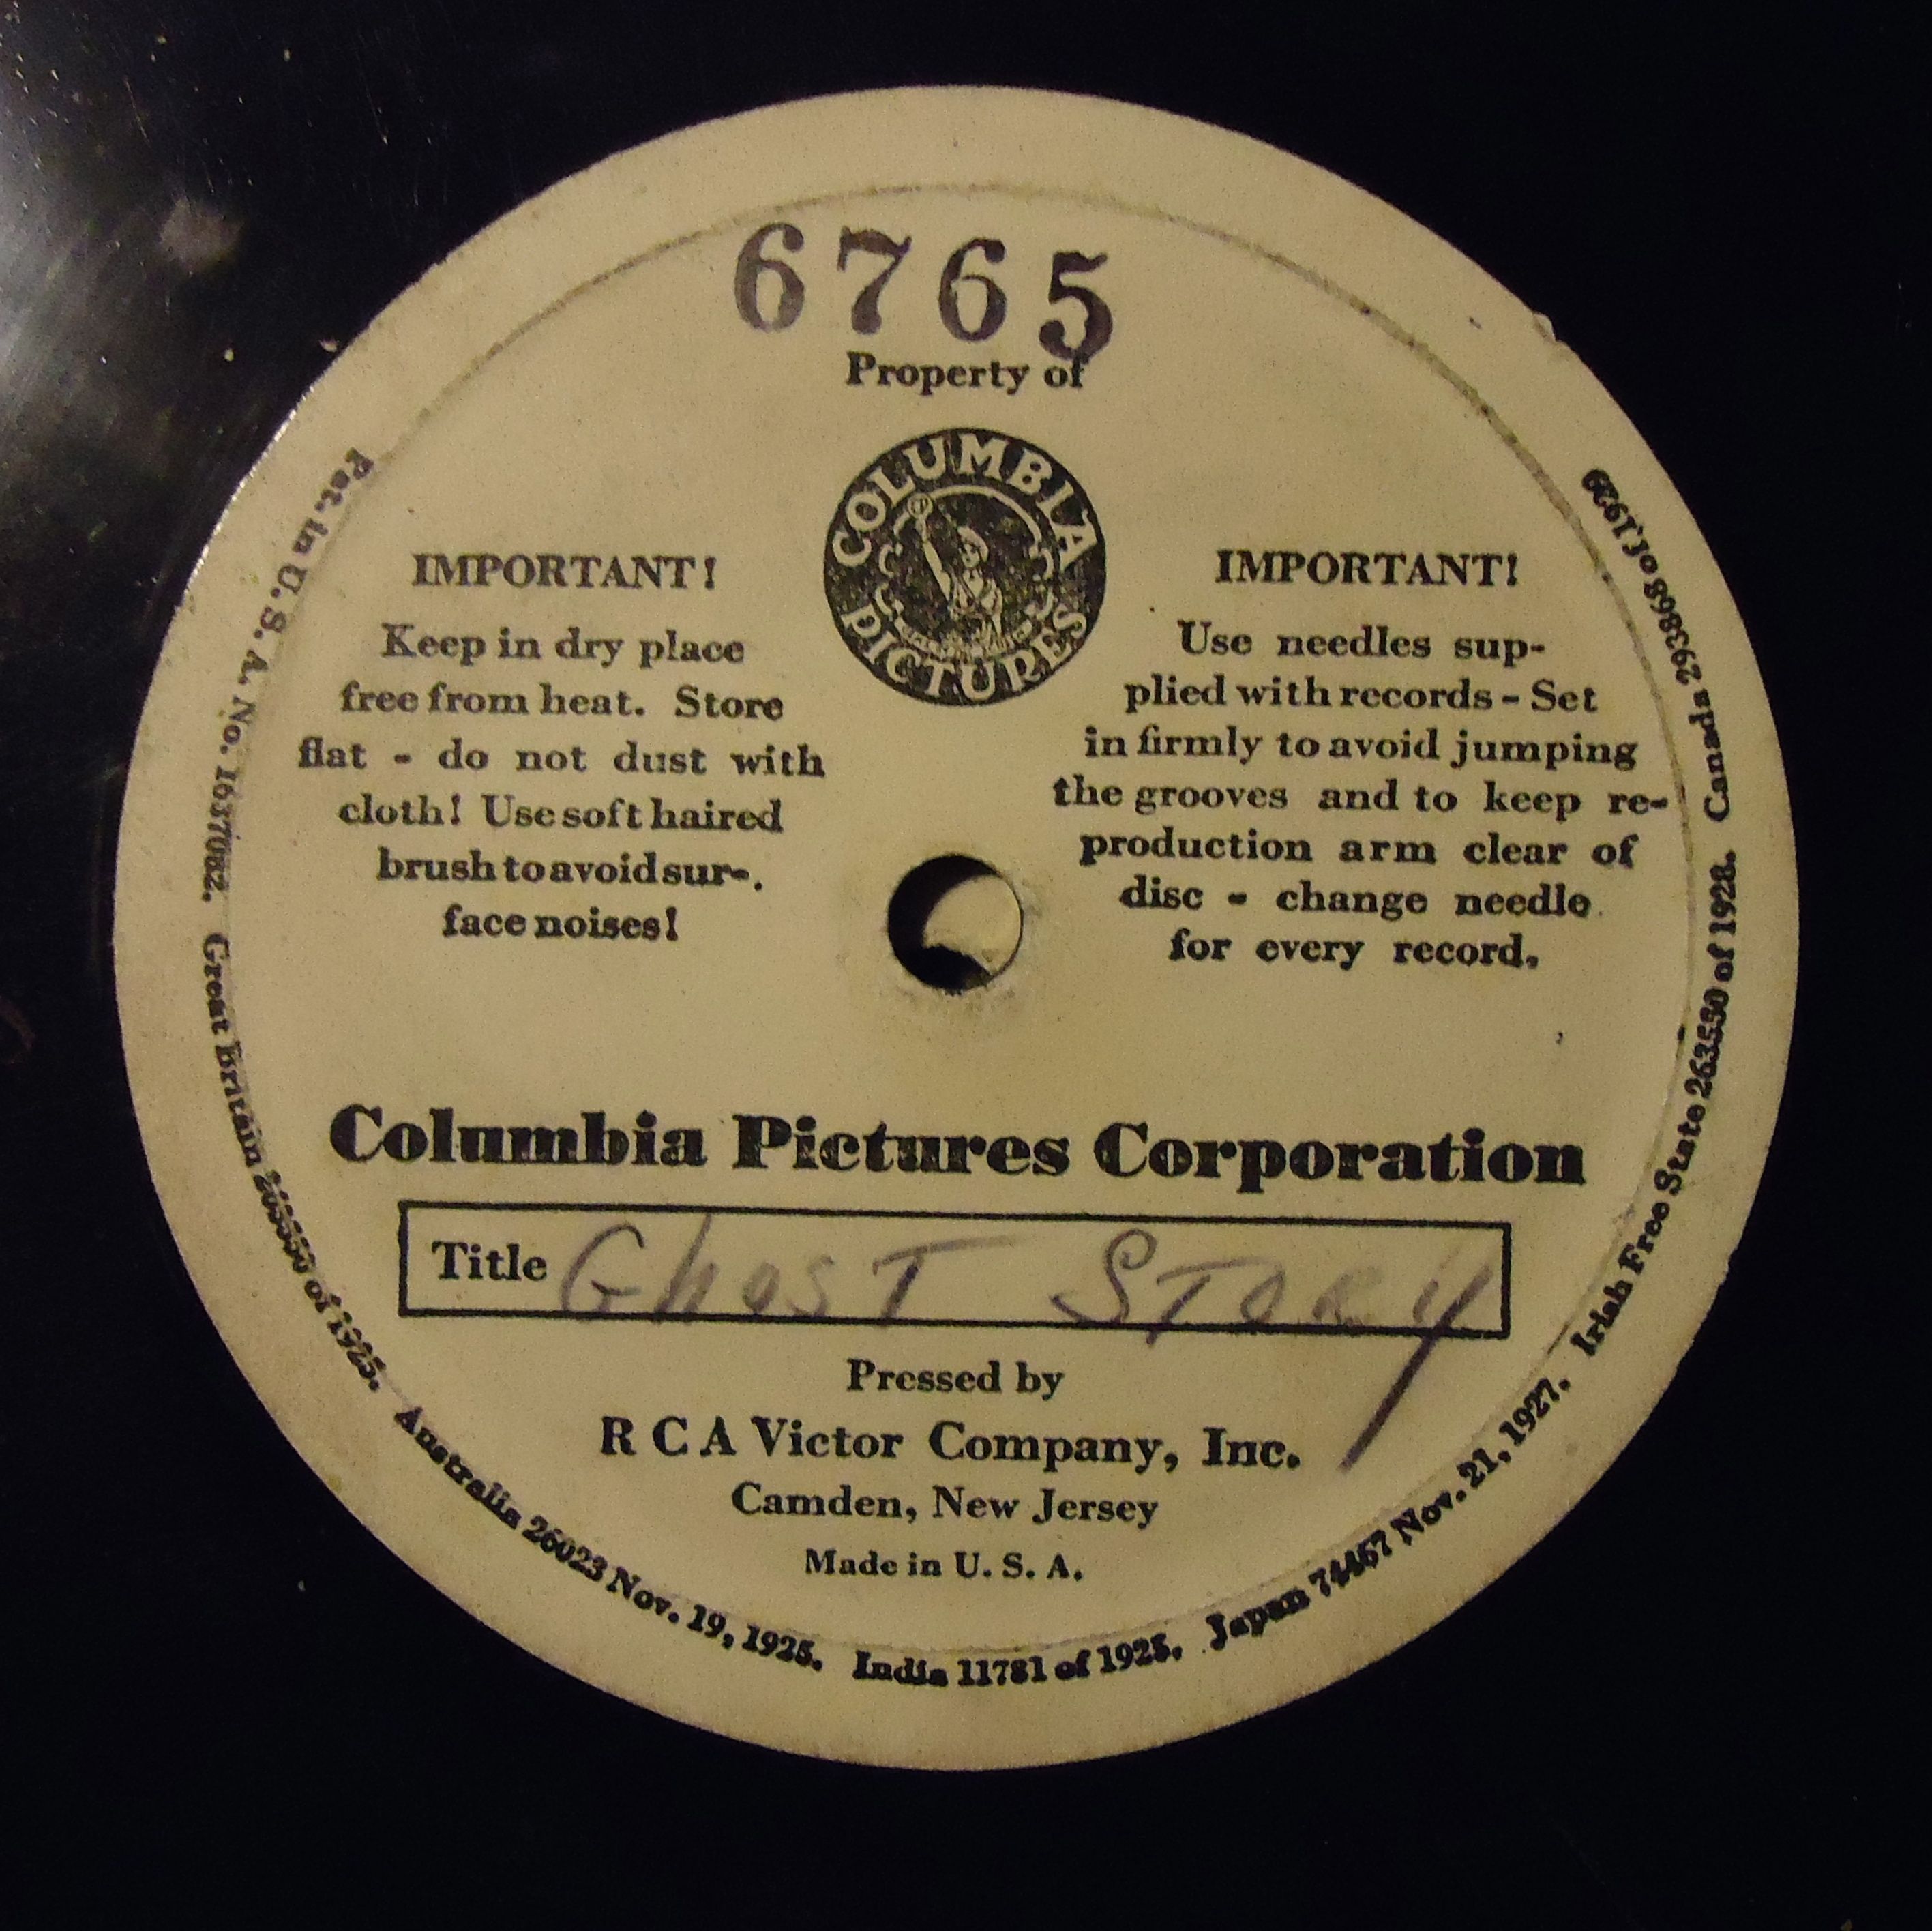 6765
Property of
COLUMBIA
PICTURES
IMPORTANT!
Keep in dry place
free from heat. Store
flat - do not dust with
cloth! Use soft haired
brush to avoid sur-
face noises!
IMPORTANT!
Use needles sup-
plied with records - Set
in firmly to avoid jumping
the grooves and to keep re-
production arm clear of
disc - change needle
for every record.
Columbia Pictures Corporation
Title GhosT STORY
Pressed by
RCA Victor Company, Inc.
Camden, New Jersey
Made in U. S. A.
Pat. in U. S. A. No. 1637082. Great Britain of 1925. Australia 26023 Nov. 19, 1925. India 11781 of 1925. Japan 74467 Nov. 21, 1927. Irish Free State of 1928. Canada 293868 of 1929